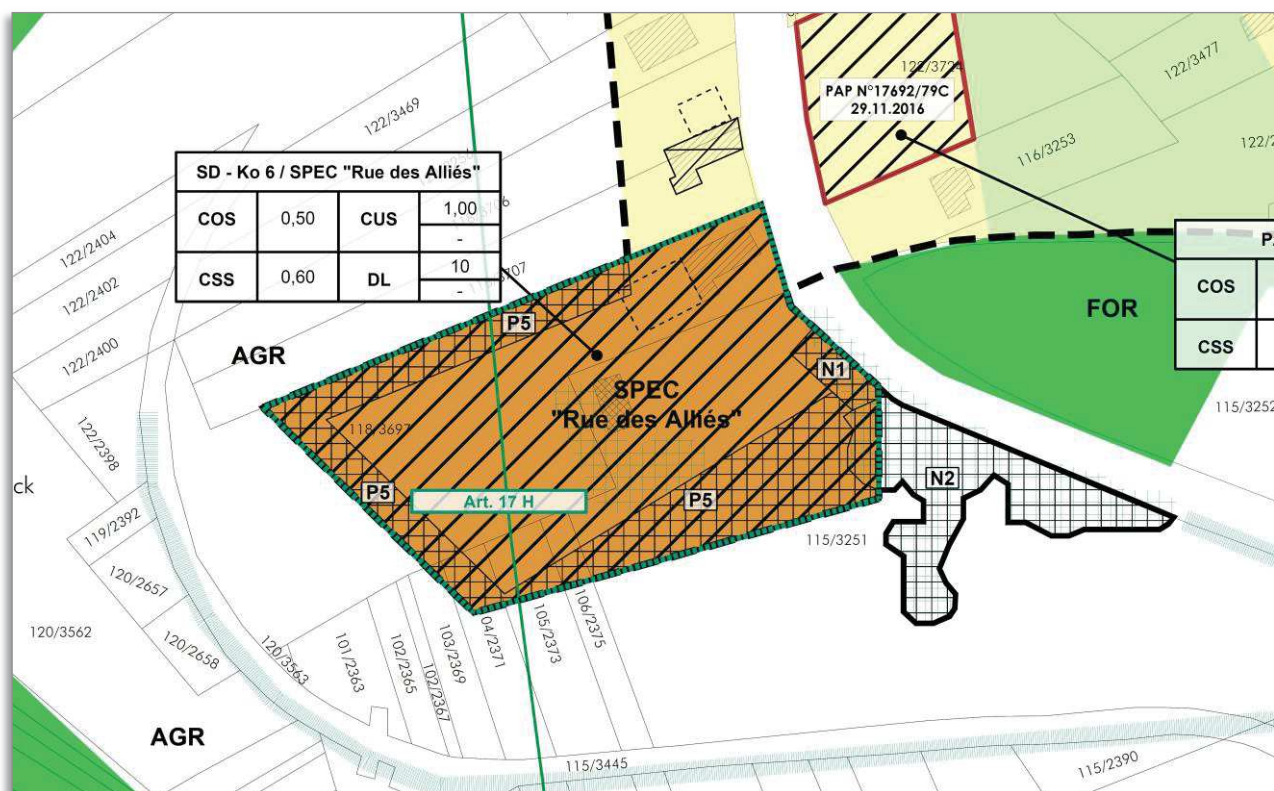 122/3724
PAP N°17692/79C
29.11.2016
122/3477
116/3253
122/3469
SD - Ko 6 / SPEC "Rue des Alliés"
COS 0,50 CUS 1,00
-
CSS 0,60 DL 10
-
122/2404
122/2402
122/2400
COS
CSS
FOR
AGR
P5
N1
SPEC
"Rue des Alliés"
118/3697
115/3252
122/2398
P5
P5
N2
Art. 17 H
115/3251
119/2392
120/2657
120/3562
120/2658
120/3563
101/2363
102/2365
102/2367
103/2369
104/2371
105/2373
106/2375
AGR
115/3445
115/2390